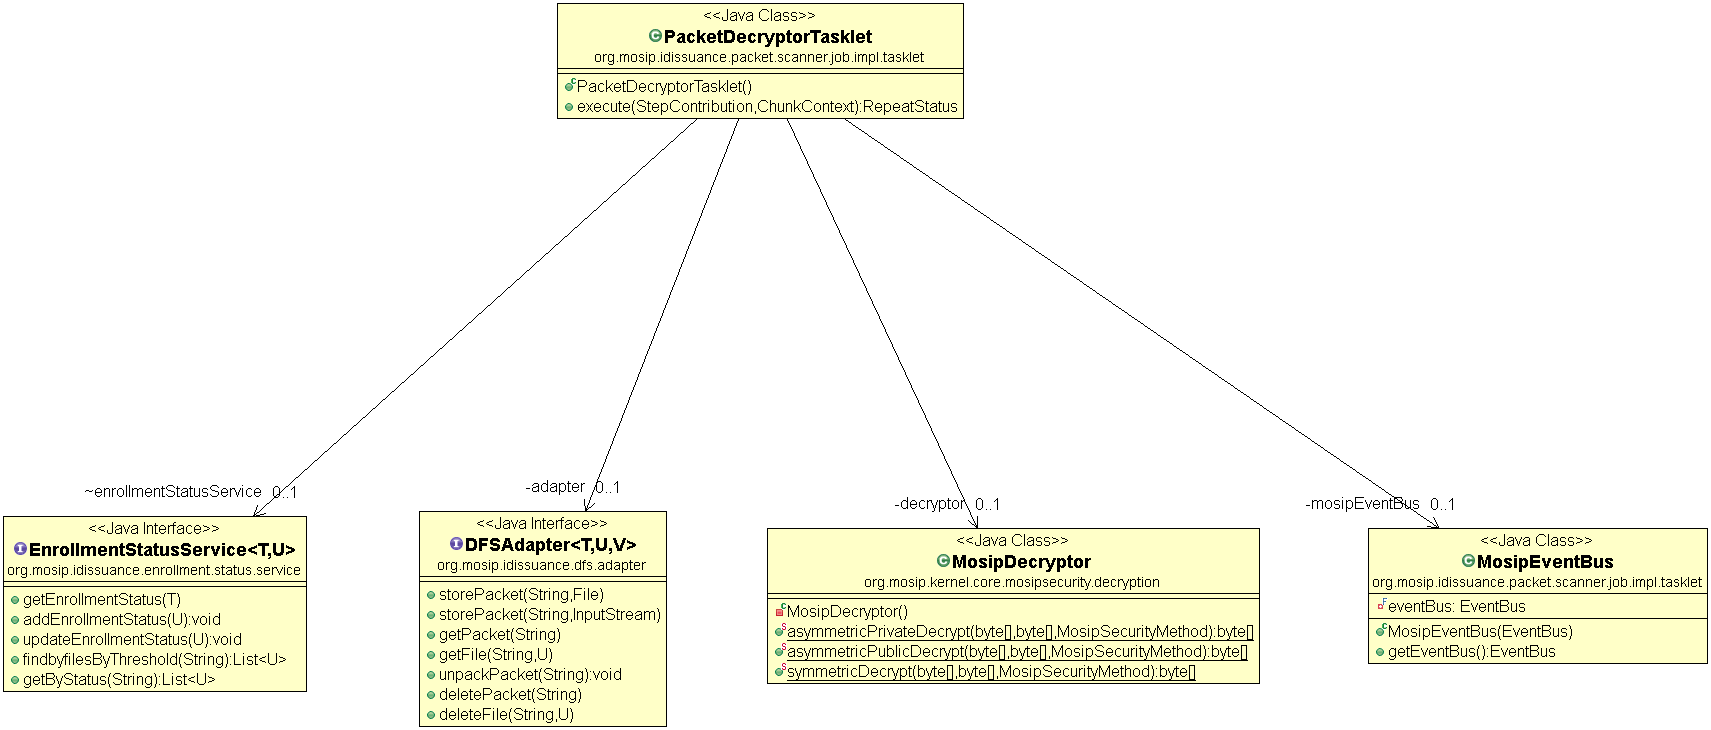 <<Java Class>>
PacketDecryptorTasklet
org.mosip.idissuance.packet.scanner.job.impl.tasklet
PacketDecryptorTasklet()
execute(StepContribution,ChunkContext):RepeatStatus
~enrollmentStatusService 0..1
-adapter 0..1
-decryptor 0..1
-mosipEventBus 0..1
<<Java Interface>>
EnrollmentStatusService<T,U>
org.mosip.idissuance.enrollment.status.service
getEnrollmentStatus(T)
addEnrollmentStatus(U):void
updateEnrollmentStatus(U):void
findbyfilesByThreshold(String):List<U>
getByStatus(String):List<U>
<<Java Interface>>
DFSAdapter<T,U,V>
org.mosip.idissuance.dfs.adapter
storePacket(String,File)
storePacket(String,InputStream)
getPacket(String)
getFile(String,U)
unpackPacket(String):void
deletePacket(String)
deleteFile(String,U)
<<Java Class>>
MosipDecryptor
org.mosip.kernel.core.mosipsecurity.decryption
MosipDecryptor()
asymmetricPrivateDecrypt(byte[],byte[],MosipSecurityMethod):byte[]
asymmetricPublicDecrypt(byte[],byte[],MosipSecurityMethod):byte[]
symmetricDecrypt(byte[],byte[],MosipSecurityMethod):byte[]
<<Java Class>>
MosipEventBus
org.mosip.idissuance.packet.scanner.job.impl.tasklet
eventBus: EventBus
MosipEventBus(EventBus)
getEventBus():EventBus